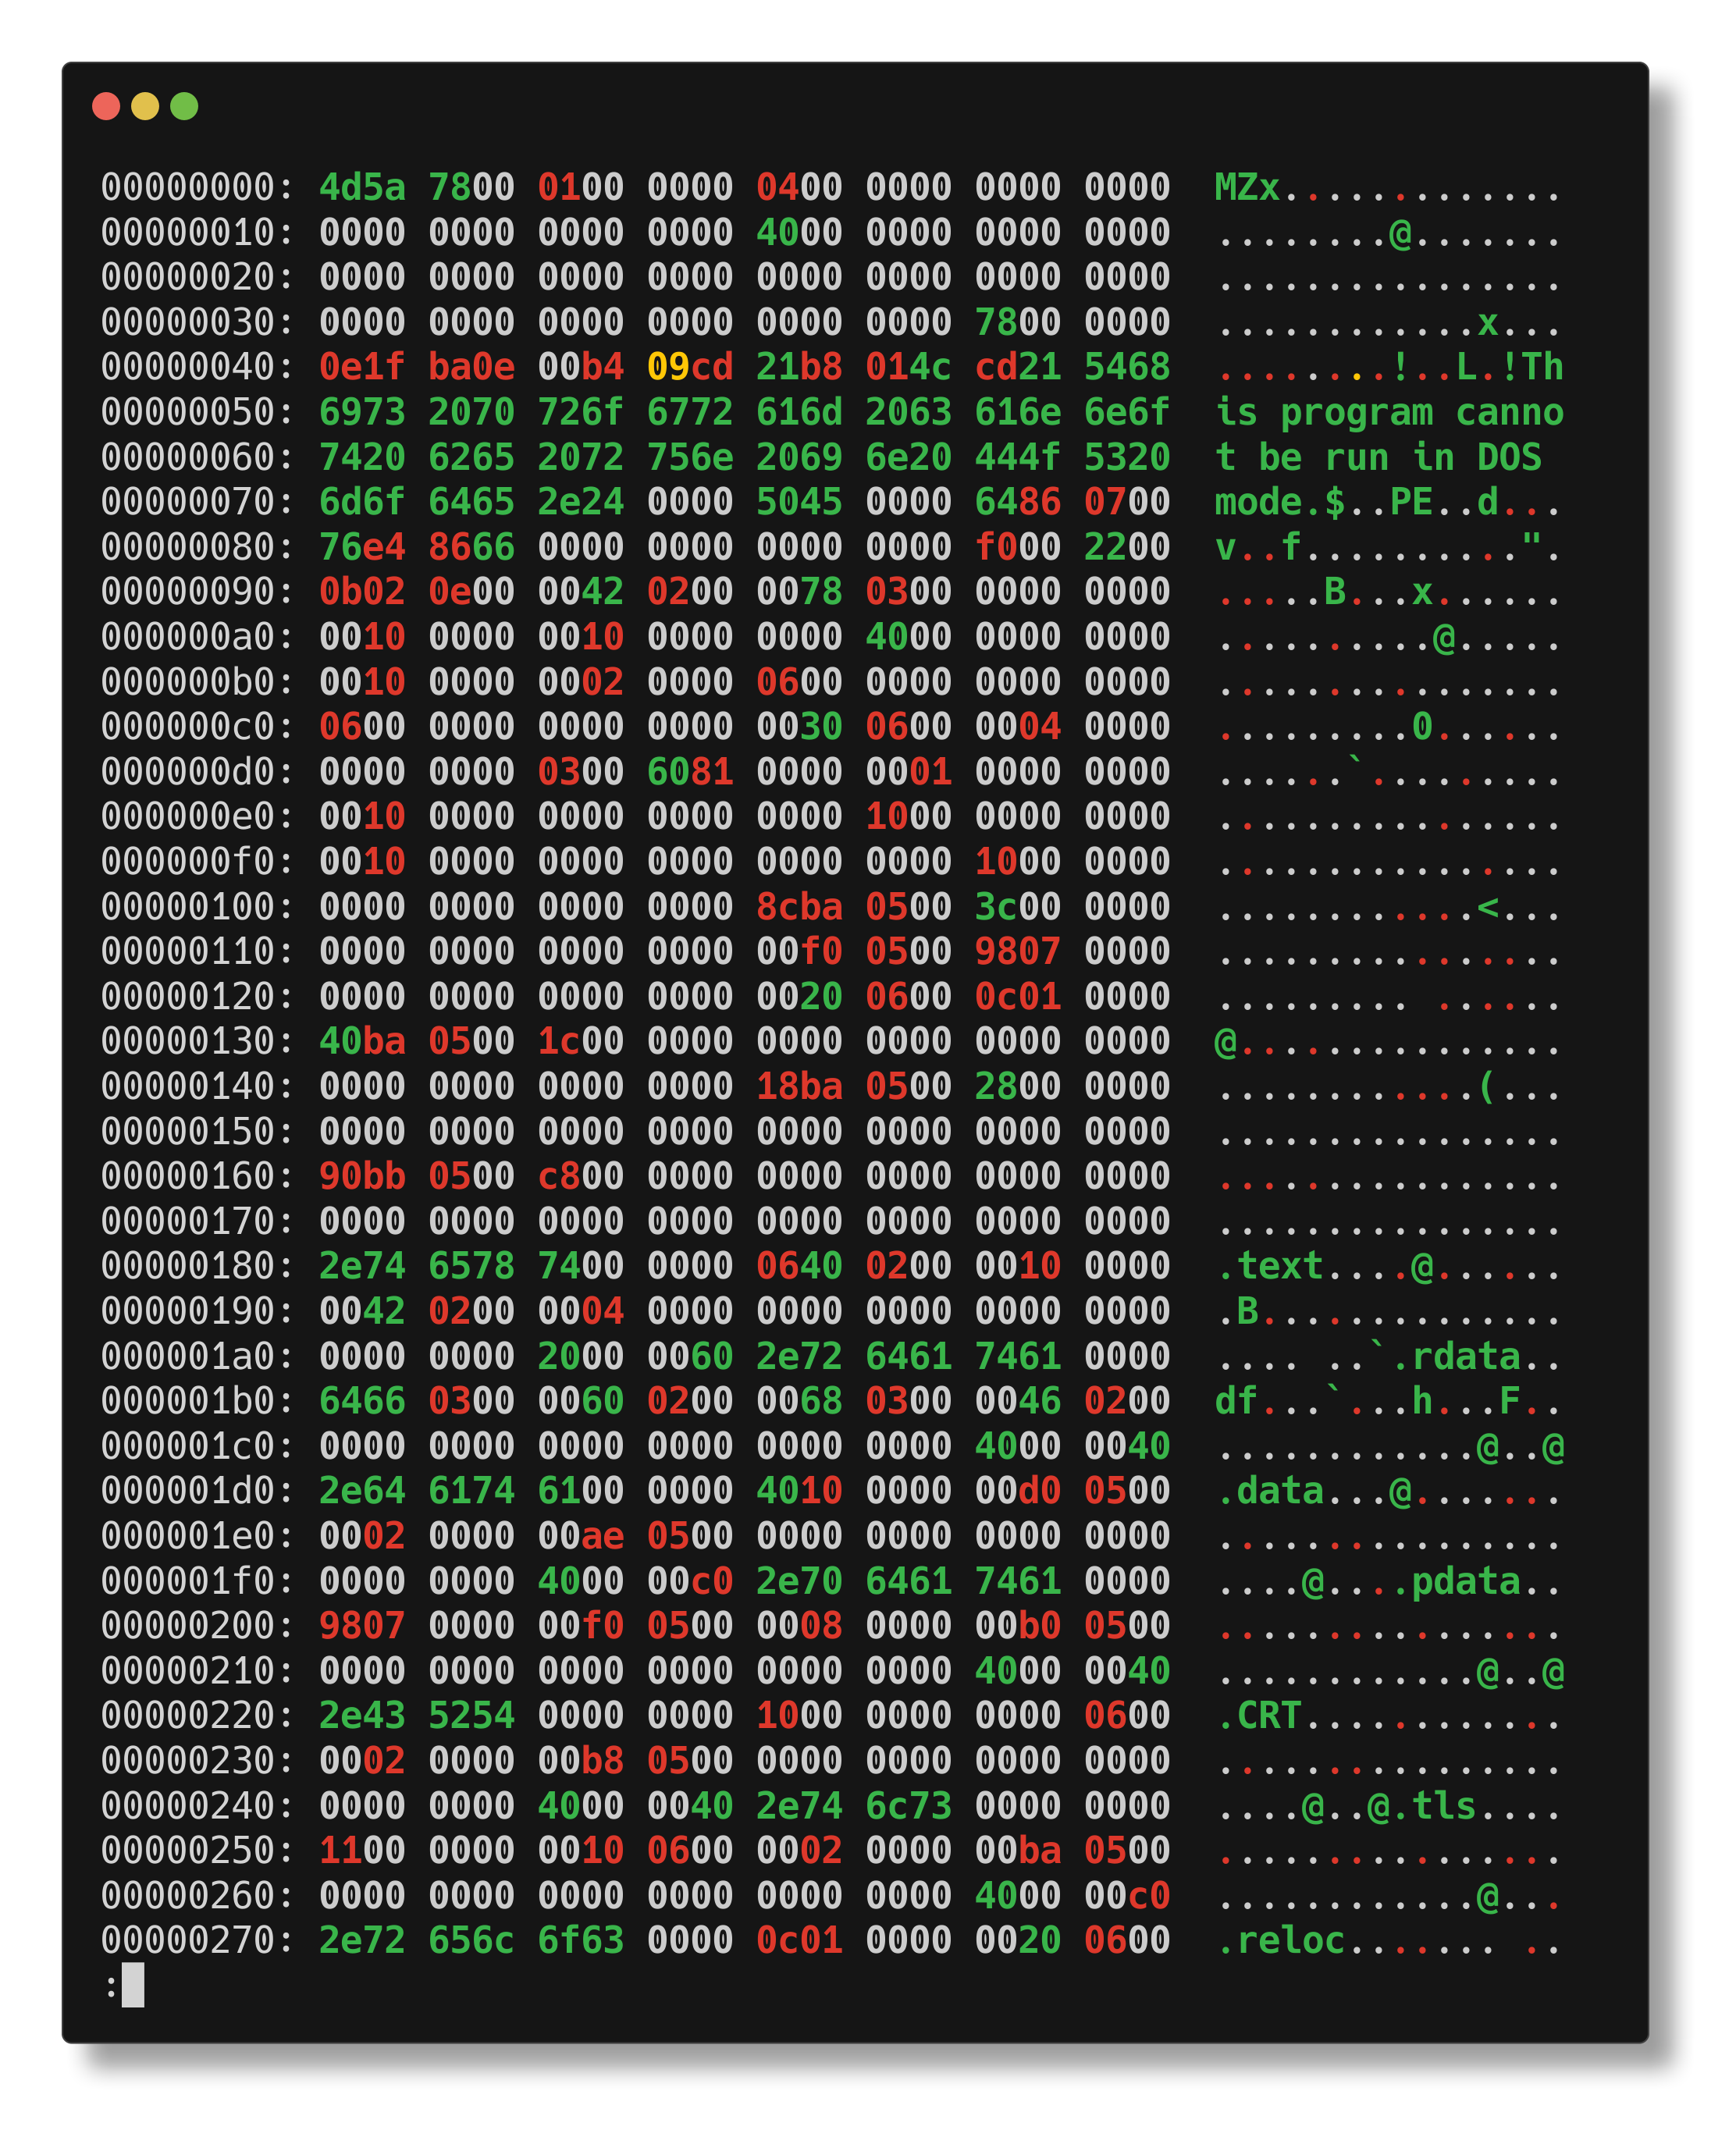 00000000: 4d5a 7800 0100 0000 0400 0000 0000 0000  MZx.............
00000010: 0000 0000 0000 0000 4000 0000 0000 0000  ........@.......
00000020: 0000 0000 0000 0000 0000 0000 0000 0000  ................
00000030: 0000 0000 0000 0000 0000 0000 7800 0000  ............x...
00000040: 0e1f ba0e 00b4 09cd 21b8 014c cd21 5468  ........!..L.!Th
00000050: 6973 2070 726f 6772 616d 2063 616e 6e6f  is program canno
00000060: 7420 6265 2072 756e 2069 6e20 444f 5320  t be run in DOS 
00000070: 6d6f 6465 2e24 0000 5045 0000 6486 0700  mode.$..PE..d...
00000080: 76e4 8666 0000 0000 0000 0000 f000 2200  v..f..........".
00000090: 0b02 0e00 0042 0200 0078 0300 0000 0000  .....B...x......
000000a0: 0010 0000 0010 0000 0000 4000 0000 0000  ..........@.....
000000b0: 0010 0000 0002 0000 0600 0000 0000 0000  ................
000000c0: 0600 0000 0000 0000 0030 0600 0004 0000  .........0......
000000d0: 0000 0000 0300 6081 0000 0001 0000 0000  ......`.........
000000e0: 0010 0000 0000 0000 0000 1000 0000 0000  ................
000000f0: 0010 0000 0000 0000 0000 0000 1000 0000  ................
00000100: 0000 0000 0000 0000 8cba 0500 3c00 0000  ............<...
00000110: 0000 0000 0000 0000 00f0 0500 9807 0000  ................
00000120: 0000 0000 0000 0000 0020 0600 0c01 0000  ......... ......
00000130: 40ba 0500 1c00 0000 0000 0000 0000 0000  @...............
00000140: 0000 0000 0000 0000 18ba 0500 2800 0000  ............(...
00000150: 0000 0000 0000 0000 0000 0000 0000 0000  ................
00000160: 90bb 0500 c800 0000 0000 0000 0000 0000  ................
00000170: 0000 0000 0000 0000 0000 0000 0000 0000  ................
00000180: 2e74 6578 7400 0000 0640 0200 0010 0000  .text....@......
00000190: 0042 0200 0004 0000 0000 0000 0000 0000  .B..............
000001a0: 0000 0000 2000 0060 2e72 6461 7461 0000  .... ..`.rdata..
000001b0: 6466 0300 0060 0200 0068 0300 0046 0200  df...`...h...F..
000001c0: 0000 0000 0000 0000 0000 0000 4000 0040  ............@..@
000001d0: 2e64 6174 6100 0000 4010 0000 00d0 0500  .data...@.......
000001e0: 0002 0000 00ae 0500 0000 0000 0000 0000  ................
000001f0: 0000 0000 4000 00c0 2e70 6461 7461 0000  ....@....pdata..
00000200: 9807 0000 00f0 0500 0008 0000 00b0 0500  ................
00000210: 0000 0000 0000 0000 0000 0000 4000 0040  ............@..@
00000220: 2e43 5254 0000 0000 1000 0000 0000 0600  .CRT............
00000230: 0002 0000 00b8 0500 0000 0000 0000 0000  ................
00000240: 0000 0000 4000 0040 2e74 6c73 0000 0000  ....@..@.tls....
00000250: 1100 0000 0010 0600 0002 0000 00ba 0500  ................
00000260: 0000 0000 0000 0000 0000 0000 4000 00c0  ............@...
00000270: 2e72 656c 6f63 0000 0c01 0000 0020 0600  .reloc....... ..
: